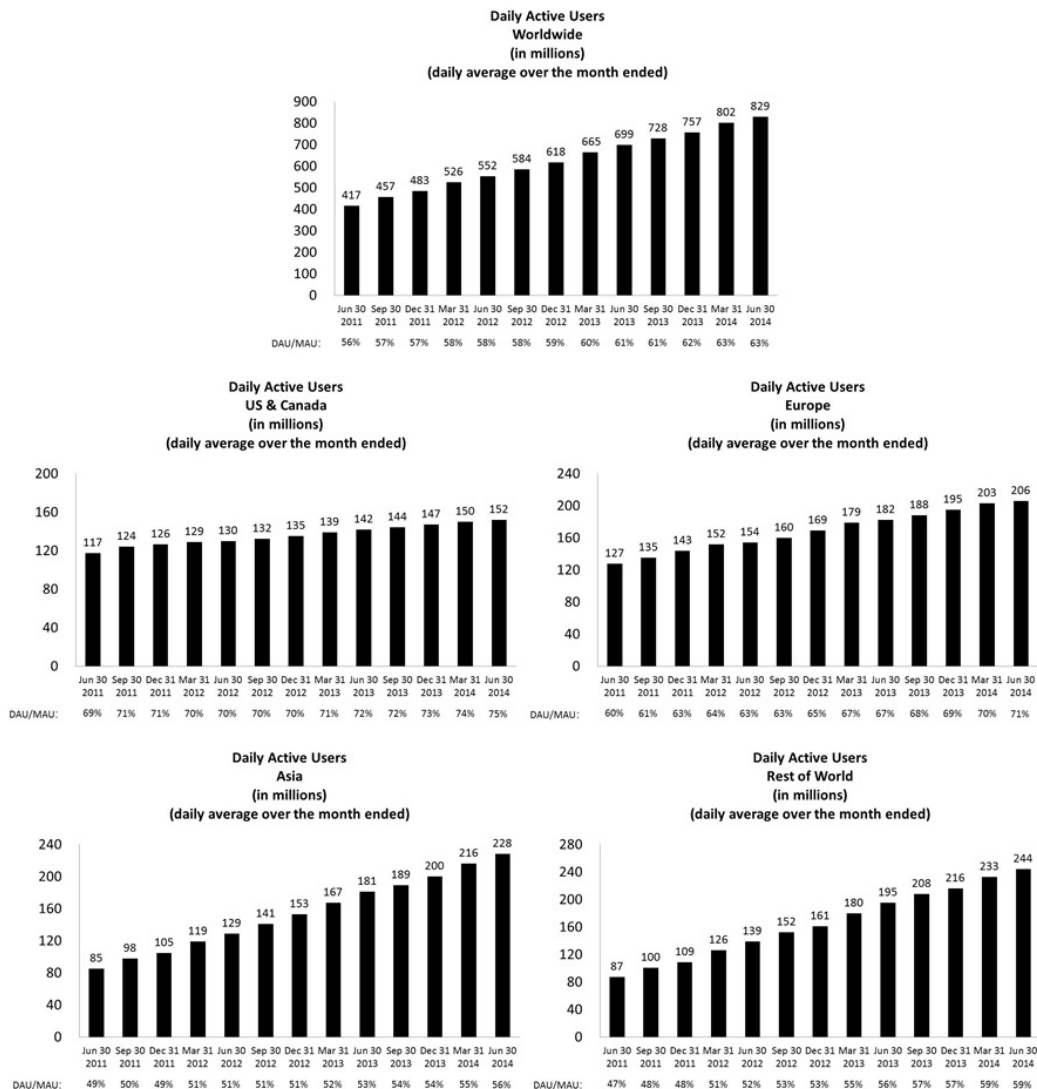 Daily Active Users
Worldwide
(in millions)
(daily average over the month ended)
900
800
700
600
500
400
300
200
100
0
417 457 483 526 552 584 618 665 699 728 757 802 829
Jun 30 Sep 30 Dec 31 Mar 31 Jun 30 Sep 30 Dec 31 Mar 31 Jun 30 Sep 30 Dec 31 Mar 31 Jun 30
2011 2011 2011 2012 2012 2012 2012 2013 2013 2013 2013 2014 2014
DAU/MAU: 56% 57% 57% 58% 58% 58% 59% 60% 61% 61% 62% 63% 63%
Daily Active Users
US & Canada
(in millions)
(daily average over the month ended)
200
160
120
80
40
0
117 124 126 129 130 132 135 139 142 144 147 150 152
Jun 30 Sep 30 Dec 31 Mar 31 Jun 30 Sep 30 Dec 31 Mar 31 Jun 30 Sep 30 Dec 31 Mar 31 Jun 30
2011 2011 2011 2012 2012 2012 2012 2013 2013 2013 2013 2014 2014
DAU/MAU: 69% 71% 71% 70% 70% 70% 70% 71% 72% 72% 73% 74% 75%
Daily Active Users
Europe
(in millions)
(daily average over the month ended)
240
200
160
120
80
40
0
127 135 143 152 154 160 169 179 182 188 195 203 206
Jun 30 Sep 30 Dec 31 Mar 31 Jun 30 Sep 30 Dec 31 Mar 31 Jun 30 Sep 30 Dec 31 Mar 31 Jun 30
2011 2011 2011 2012 2012 2012 2012 2013 2013 2013 2013 2014 2014
DAU/MAU: 60% 61% 63% 64% 63% 63% 65% 67% 67% 68% 69% 70% 71%
Daily Active Users
Asia
(in millions)
(daily average over the month ended)
240
200
160
120
80
40
0
85 98 105 119 129 141 153 167 181 189 200 216 228
Jun 30 Sep 30 Dec 31 Mar 31 Jun 30 Sep 30 Dec 31 Mar 31 Jun 30 Sep 30 Dec 31 Mar 31 Jun 30
2011 2011 2011 2012 2012 2012 2012 2013 2013 2013 2013 2014 2014
DAU/MAU: 49% 50% 49% 51% 51% 51% 51% 52% 53% 54% 54% 55% 56%
Daily Active Users
Rest of World
(in millions)
(daily average over the month ended)
280
240
200
160
120
80
40
0
87 100 109 126 139 152 161 180 195 208 216 233 244
Jun 30 Sep 30 Dec 31 Mar 31 Jun 30 Sep 30 Dec 31 Mar 31 Jun 30 Sep 30 Dec 31 Mar 31 Jun 30
2011 2011 2011 2012 2012 2012 2012 2013 2013 2013 2013 2014 2014
DAU/MAU: 47% 48% 48% 51% 52% 53% 53% 55% 56% 57% 57% 59% 59%